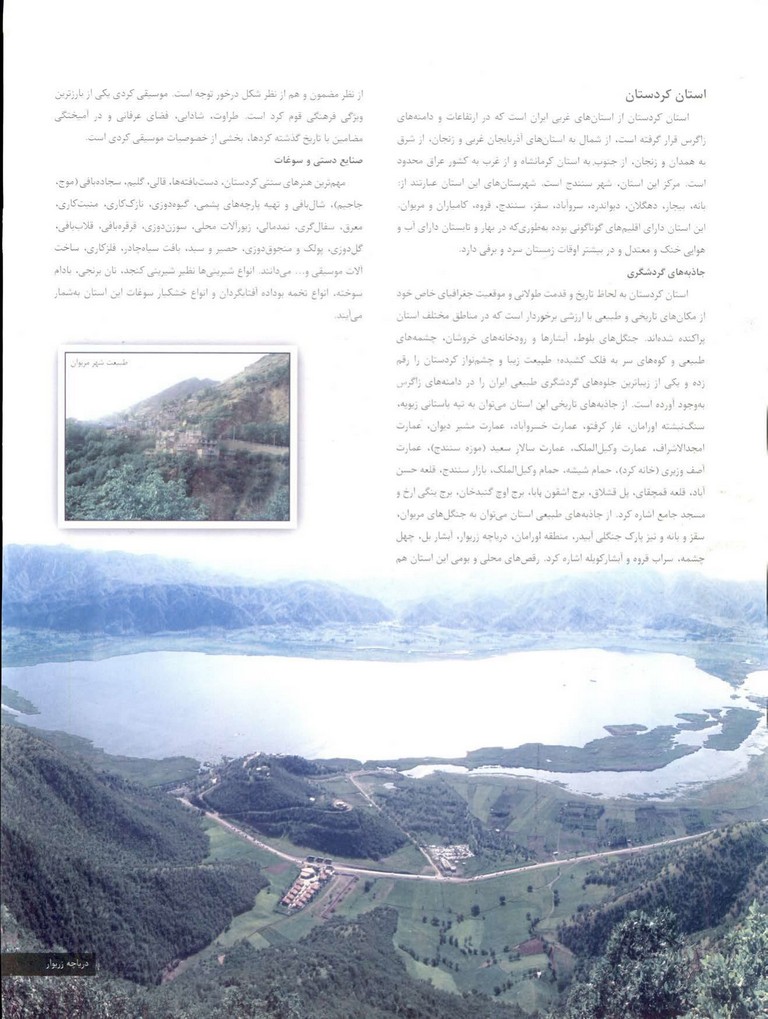 استان کردستان
استان کردستان از استان‌های غربی ایران است که در ارتفاعات و دامنه‌های
زاگرس قرار گرفته است، از شمال به استان‌های آذربایجان غربی و زنجان، از شرق
به همدان و زنجان، از جنوب به استان کرمانشاه و از غرب به کشور عراق محدود
است. مرکز این استان، شهر سنندج است. شهرستان‌های این استان عبارتند از:
بانه، بیجار، دهگلان، دیواندره، سروآباد، سقز، سنندج، قروه، کامیاران و مریوان.
این استان دارای اقلیم‌های گوناگونی بوده به‌طوری‌که در بهار و تابستان دارای آب و
هوایی خنک و معتدل و در بیشتر اوقات زمستان سرد و برفی دارد.
جاذبه‌های گردشگری
استان کردستان به لحاظ تاریخ و قدمت طولانی و موقعیت جغرافیای خاص خود
از مکان‌های تاریخی و طبیعی با ارزشی برخوردار است که در مناطق مختلف استان
پراکنده شده‌اند. جنگل‌های بلوط، آبشارها و رودخانه‌های خروشان، چشمه‌های
طبیعی و کوه‌های سر به فلک کشیده؛ طبیعت زیبا و چشم‌نواز کردستان را رقم
زده و یکی از زیباترین جلوه‌های گردشگری طبیعی ایران را در دامنه‌های زاگرس
به‌وجود آورده است. از جاذبه‌های تاریخی این استان می‌توان به تپه باستانی زیویه،
سنگ‌نبشته اورامان، غار کرفتو، عمارت خسروآباد، عمارت مشیر دیوان، عمارت
امجدالاشراف، عمارت وکیل‌الملک، عمارت سالار سعید (موزه سنندج)، عمارت
آصف وزیری (خانه کرد)، حمام شیشه، حمام وکیل‌الملک، بازار سنندج، قلعه حسن
آباد، قلعه قمچقای، پل قشلاق، برج اشقون بابا، برج اوچ گنبدخان، برج ینگی ارخ و
مسجد جامع اشاره کرد. از جاذبه‌های طبیعی استان می‌توان به جنگل‌های مریوان،
سقز و بانه و نیز پارک جنگلی آبیدر، منطقه اورامان، دریاچه زریوار، آبشار بل، چهل
چشمه، سراب قروه و آبشارکویله اشاره کرد. رقص‌های محلی و بومی این استان هم
از نظر مضمون و هم از نظر شکل درخور توجه است. موسیقی کردی یکی از بارزترین
ویژگی فرهنگی قوم کرد است. طراوت، شادابی، فضای عرفانی و در آمیختگی
مضامین با تاریخ گذشته کردها، بخشی از خصوصیات موسیقی کردی است.
صنایع دستی و سوغات
مهم‌ترین هنرهای سنتی کردستان، دست‌بافته‌ها، قالی، گلیم، سجاده‌بافی (موج،
جاجیم)، شال‌بافی و تهیه پارچه‌های پشمی، گیوه‌دوزی، نازک‌کاری، منبت‌کاری،
معرق، سفال‌گری، نمدمالی، زیورآلات محلی، سوزن‌دوزی، قرقره‌بافی، قلاب‌بافی،
گل‌دوزی، پولک و منجوق‌دوزی، حصیر و سبد، بافت سیاه‌چادر، فلزکاری، ساخت
آلات موسیقی و... می‌دانند. انواع شیرینی‌ها نظیر شیرینی کنجد، نان برنجی، بادام
سوخته، انواع تخمه بوداده آفتابگردان و انواع خشکبار سوغات این استان به‌شمار
می‌آیند.
طبیعت شهر مریوان
دریاچه زریوار